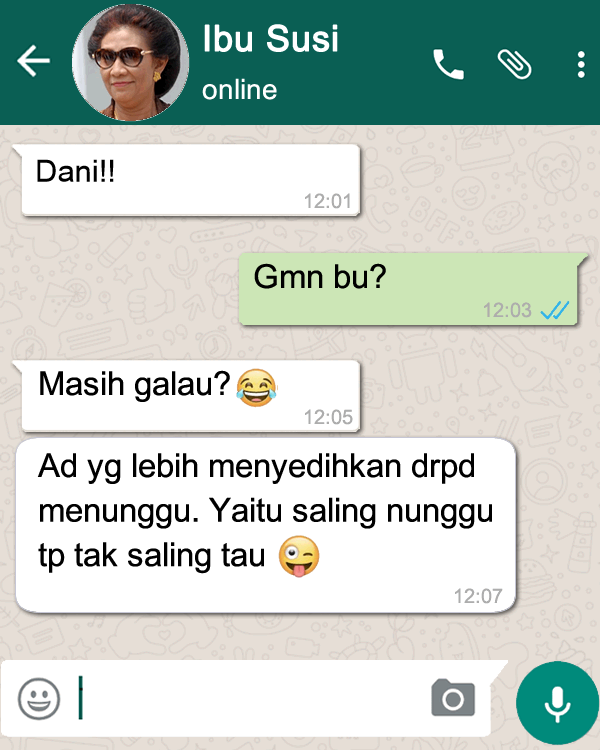 Ibu Susi
online
Dani!!
12:01
Gmn bu?
12:03
Masih galau?😂
12:05
Ad yg lebih menyedihkan drpd
menunggu. Yaitu saling nunggu
tp tak saling tau 😜
12:07